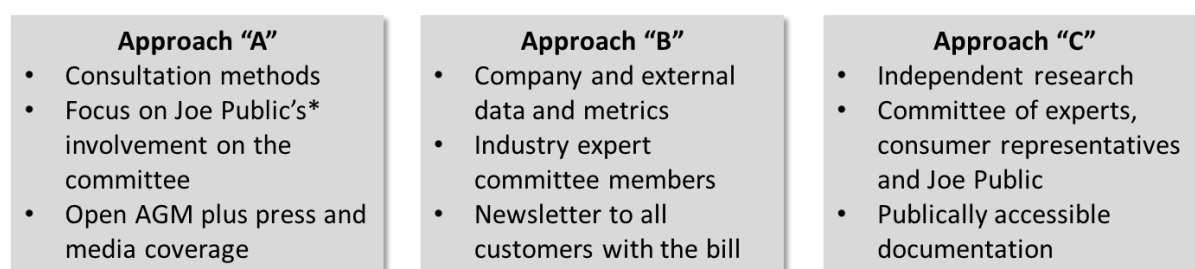 Approach “A”
• Consultation methods
• Focus on Joe Public’s*
involvement on the
committee
• Open AGM plus press and
media coverage
Approach “B”
• Company and external
data and metrics
• Industry expert
committee members
• Newsletter to all
customers with the bill
Approach “C”
• Independent research
• Committee of experts,
consumer representatives
and Joe Public
• Publically accessible
documentation